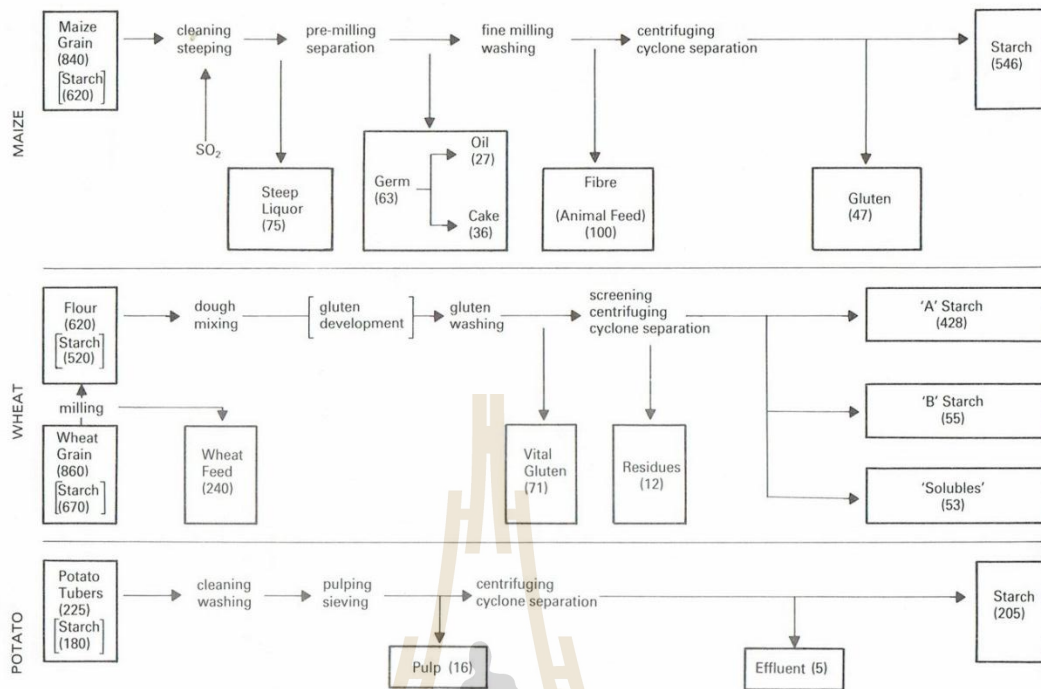 MAIZE
Maize
Grain
(840)
[Starch]
(620)
cleaning
steeping
pre-milling
separation
fine milling
washing
centrifuging
cyclone separation
Starch
(546)
SO₂
Steep
Liquor
(75)
Germ
(63)
Oil
(27)
Cake
(36)
Fibre
(Animal Feed)
(100)
Gluten
(47)
WHEAT
Flour
(620)
[Starch]
(520)
dough
mixing
[gluten
development]
gluten
washing
screening
centrifuging
cyclone separation
'A' Starch
(428)
milling
Wheat
Grain
(860)
[Starch]
(670)
Wheat
Feed
(240)
Vital
Gluten
(71)
Residues
(12)
'B' Starch
(55)
'Solubles'
(53)
POTATO
Potato
Tubers
(225)
[Starch]
(180)
cleaning
washing
pulping
sieving
centrifuging
cyclone separation
Starch
(205)
Pulp (16)
Effluent (5)